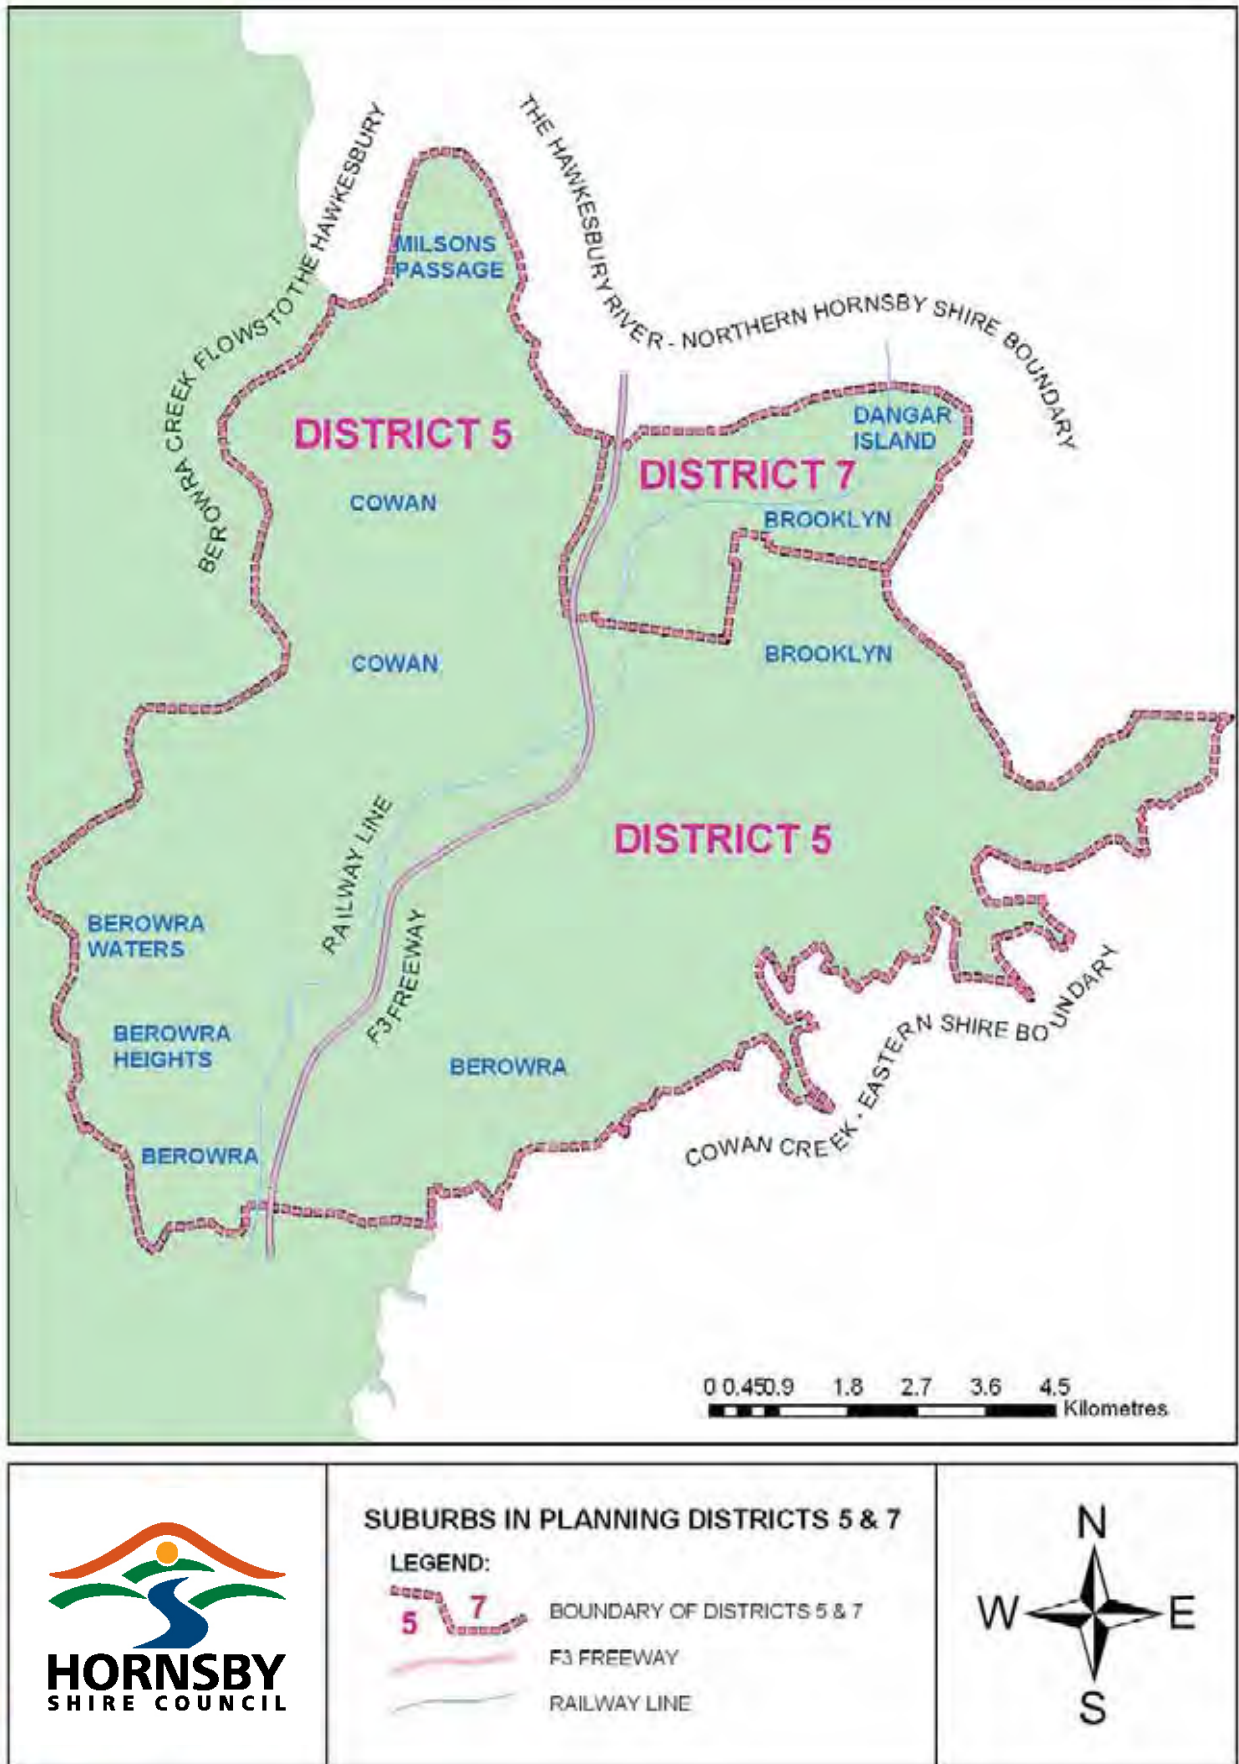 BEROWRA CREEK FLOWS TO THE HAWKESBURY
THE HAWKESBURY RIVER - NORTHERN HORNSBY SHIRE BOUNDARY
MILSONS
PASSAGE
DISTRICT 5
DANGAR
ISLAND
DISTRICT 7
COWAN
BROOKLYN
COWAN
BROOKLYN
DISTRICT 5
RAILWAY LINE
F3 FREEWAY
BEROWRA
WATERS
BEROWRA
HEIGHTS
BEROWRA
BEROWRA
COWAN CREEK - EASTERN SHIRE BOUNDARY
0 0.45 0.9 1.8 2.7 3.6 4.5
Kilometres
HORNSBY
SHIRE COUNCIL
SUBURBS IN PLANNING DISTRICTS 5 & 7
LEGEND:
5 7 BOUNDARY OF DISTRICTS 5 & 7
F3 FREEWAY
RAILWAY LINE
N
W E
S